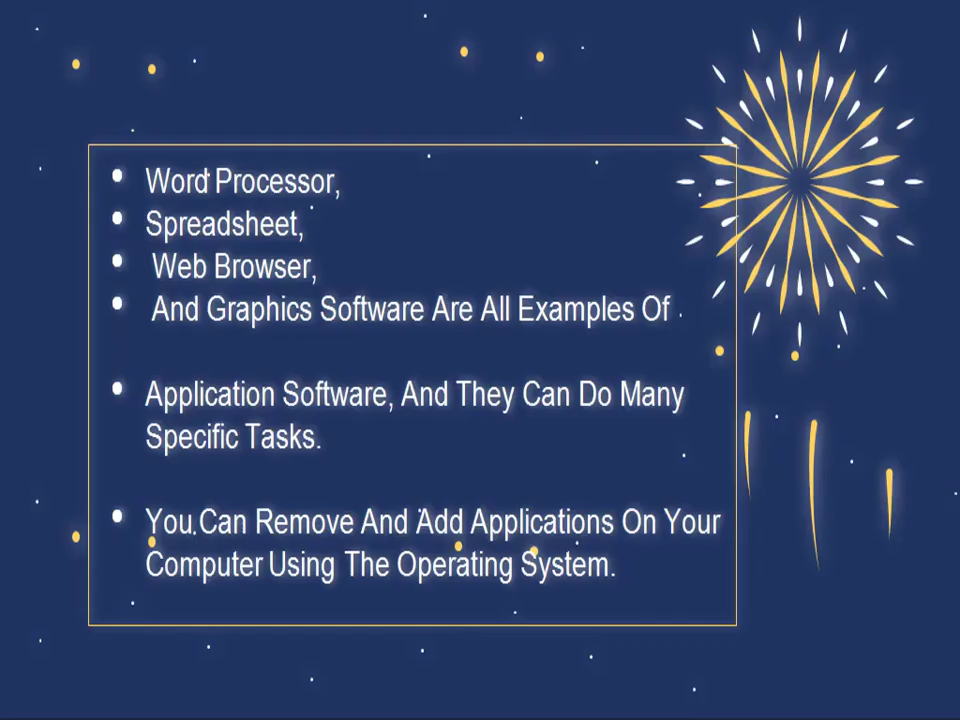 • Word Processor,
• Spreadsheet,
• Web Browser,
• And Graphics Software Are All Examples Of
• Application Software, And They Can Do Many
Specific Tasks.
• You Can Remove And Add Applications On Your
Computer Using The Operating System.